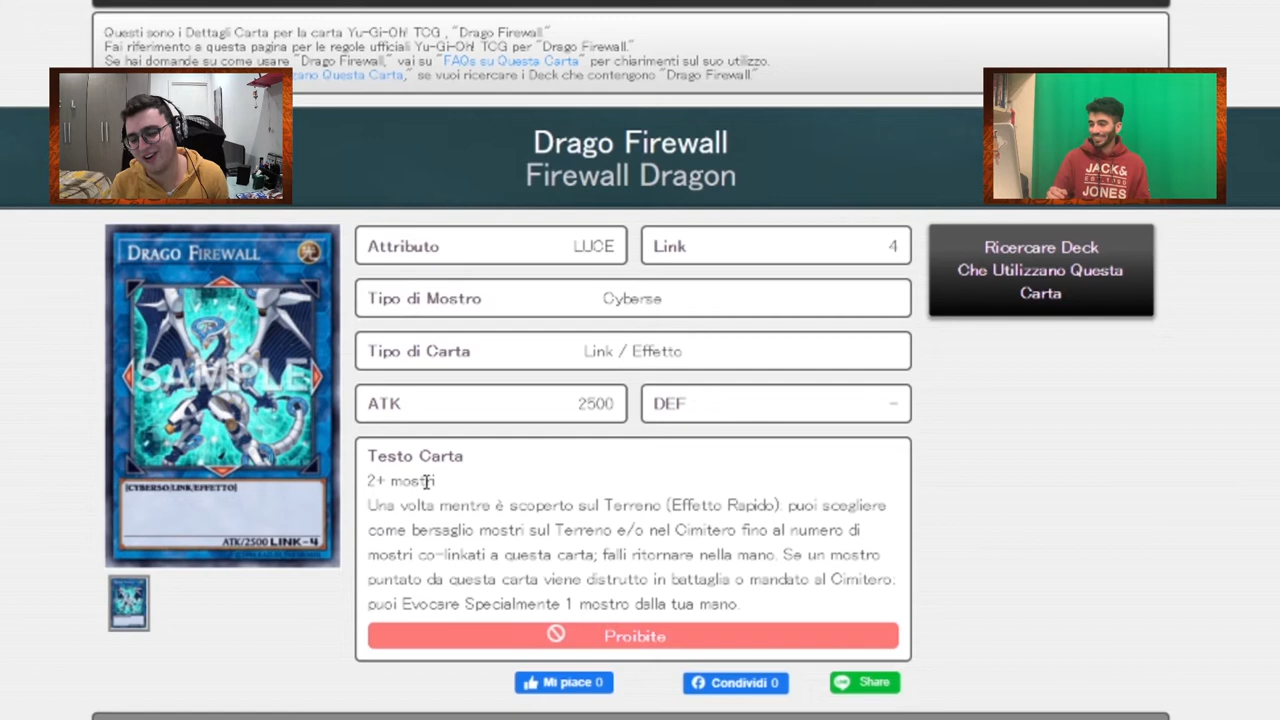 Questi sono i Dettagli Carta per la carta Yu-Gi-Oh! TCG , "Drago Firewall."
Fai riferimento a questa pagina per le regole ufficiali Yu-Gi-Oh! TCG per "Drago Firewall."
Se hai domande su come usare "Drago Firewall," vai su "FAQs su Questa Carta" per chiarimenti sul suo utilizzo.
zano Questa Carta," se vuoi ricercare i Deck che contengono "Drago Firewall."
Drago Firewall
Firewall Dragon
JACK&
JONES
DRAGO FIREWALL
光
SAMPLE
[CYBERSO/LINK/EFFETTO]
ATK/2500 LINK-4
Attributo LUCE
Link 4
Tipo di Mostro Cyberse
Tipo di Carta Link / Effetto
ATK 2500
DEF -
Testo Carta
2+ mostri
Una volta mentre è scoperto sul Terreno (Effetto Rapido): puoi scegliere
come bersaglio mostri sul Terreno e/o nel Cimitero fino al numero di
mostri co-linkati a questa carta; falli ritornare nella mano. Se un mostro
puntato da questa carta viene distrutto in battaglia o mandato al Cimitero:
puoi Evocare Specialmente 1 mostro dalla tua mano.
Proibite
Ricercare Deck
Che Utilizzano Questa
Carta
Mi piace 0
Condividi 0
Share